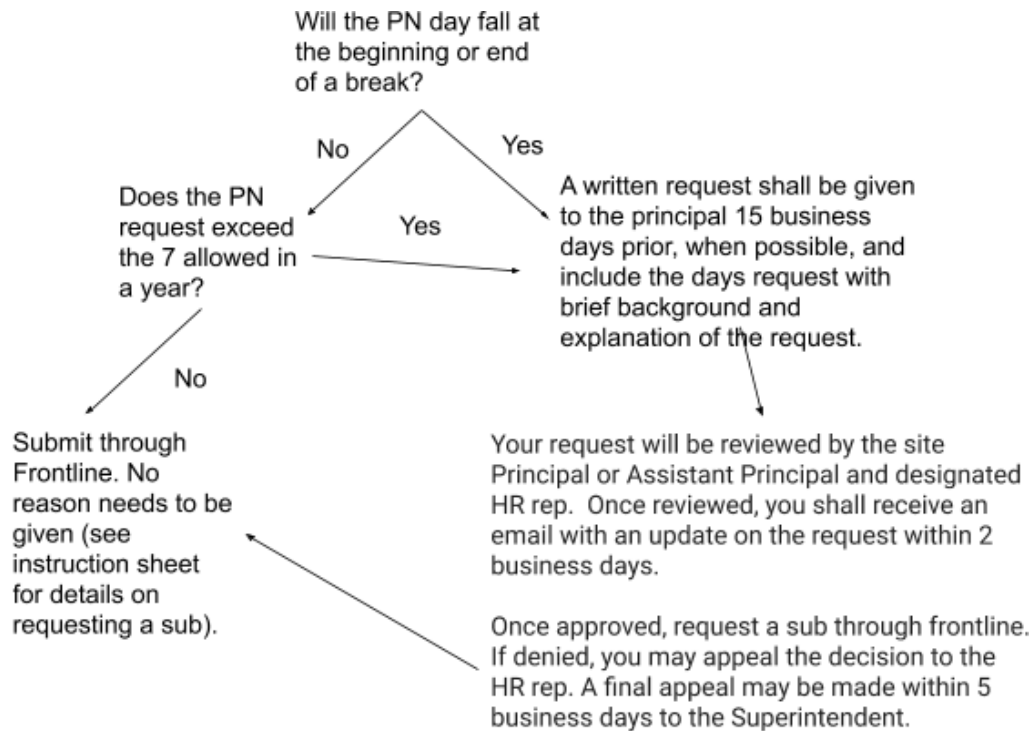 Will the PN day fall at
the beginning or end
of a break?
No
Yes
Does the PN
request exceed
the 7 allowed in
a year?
Yes
A written request shall be given
to the principal 15 business
days prior, when possible, and
include the days request with
brief background and
explanation of the request.
No
Submit through
Frontline. No
reason needs to be
given (see
instruction sheet
for details on
requesting a sub).
Your request will be reviewed by the site
Principal or Assistant Principal and designated
HR rep. Once reviewed, you shall receive an
email with an update on the request within 2
business days.
Once approved, request a sub through frontline.
If denied, you may appeal the decision to the
HR rep. A final appeal may be made within 5
business days to the Superintendent.